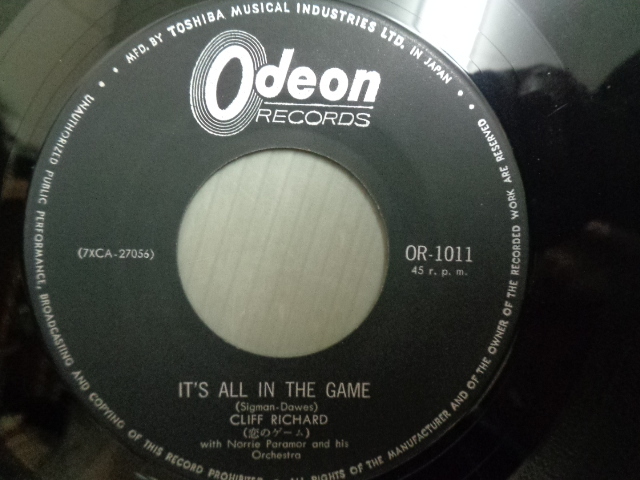 MFD. BY TOSHIBA MUSICAL INDUSTRIES LTD. IN JAPAN
Odeon
RECORDS
(7XCA-27056)
OR-1011
45 r. p. m.
IT'S ALL IN THE GAME
(Sigman-Dawes)
CLIFF RICHARD
(恋のゲーム)
with Norrie Paramor and his
Orchestra
UNAUTHORIZED PUBLIC PERFORMANCE, BROADCASTING AND COPYING OF THIS RECORD PROHIBITED. ALL RIGHTS OF THE MANUFACTURER AND OF THE OWNER OF THE RECORDED WORK ARE RESERVED